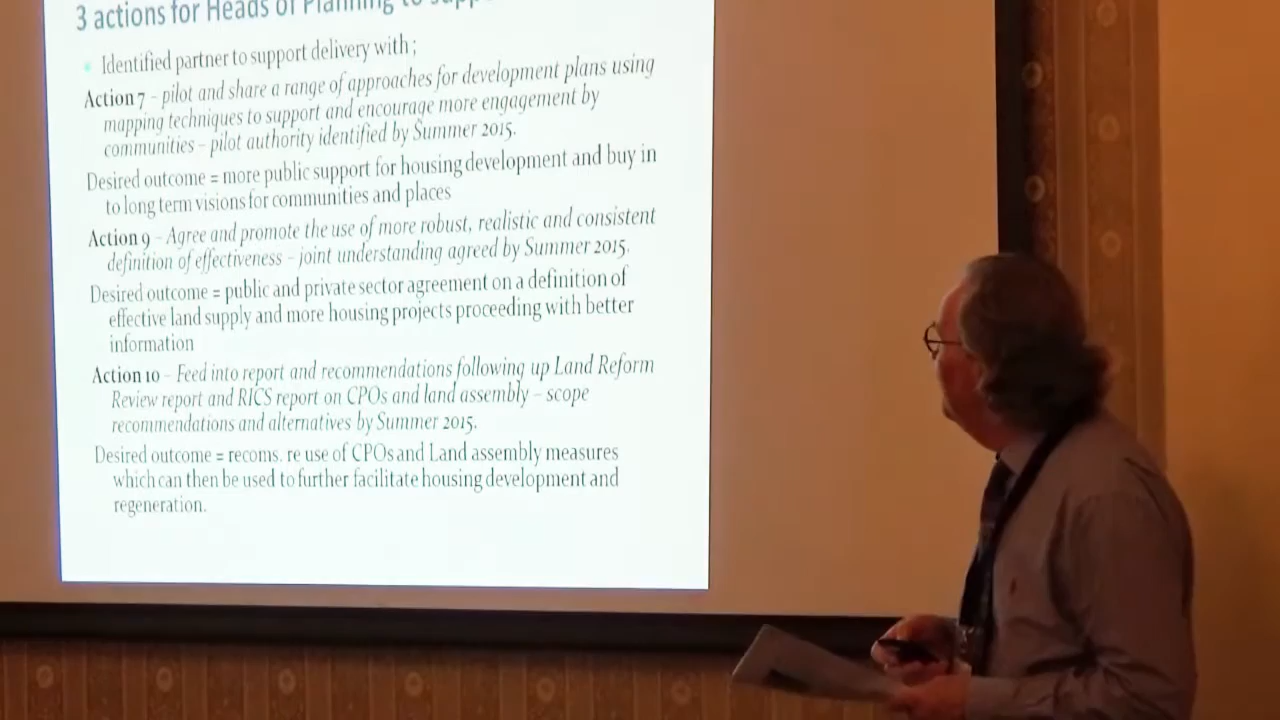 3 actions for Heads of Planning to
Identified partner to support delivery with ;
Action 7 – pilot and share a range of approaches for development plans using
mapping techniques to support and encourage more engagement by
communities – pilot authority identified by Summer 2015.
Desired outcome = more public support for housing development and buy in
to long term visions for communities and places
Action 9 – Agree and promote the use of more robust, realistic and consistent
definition of effectiveness – joint understanding agreed by Summer 2015.
Desired outcome = public and private sector agreement on a definition of
effective land supply and more housing projects proceeding with better
information
Action 10 – Feed into report and recommendations following up Land Reform
Review report and RICS report on CPOs and land assembly – scope
recommendations and alternatives by Summer 2015.
Desired outcome = recoms. re use of CPOs and Land assembly measures
which can then be used to further facilitate housing development and
regeneration.